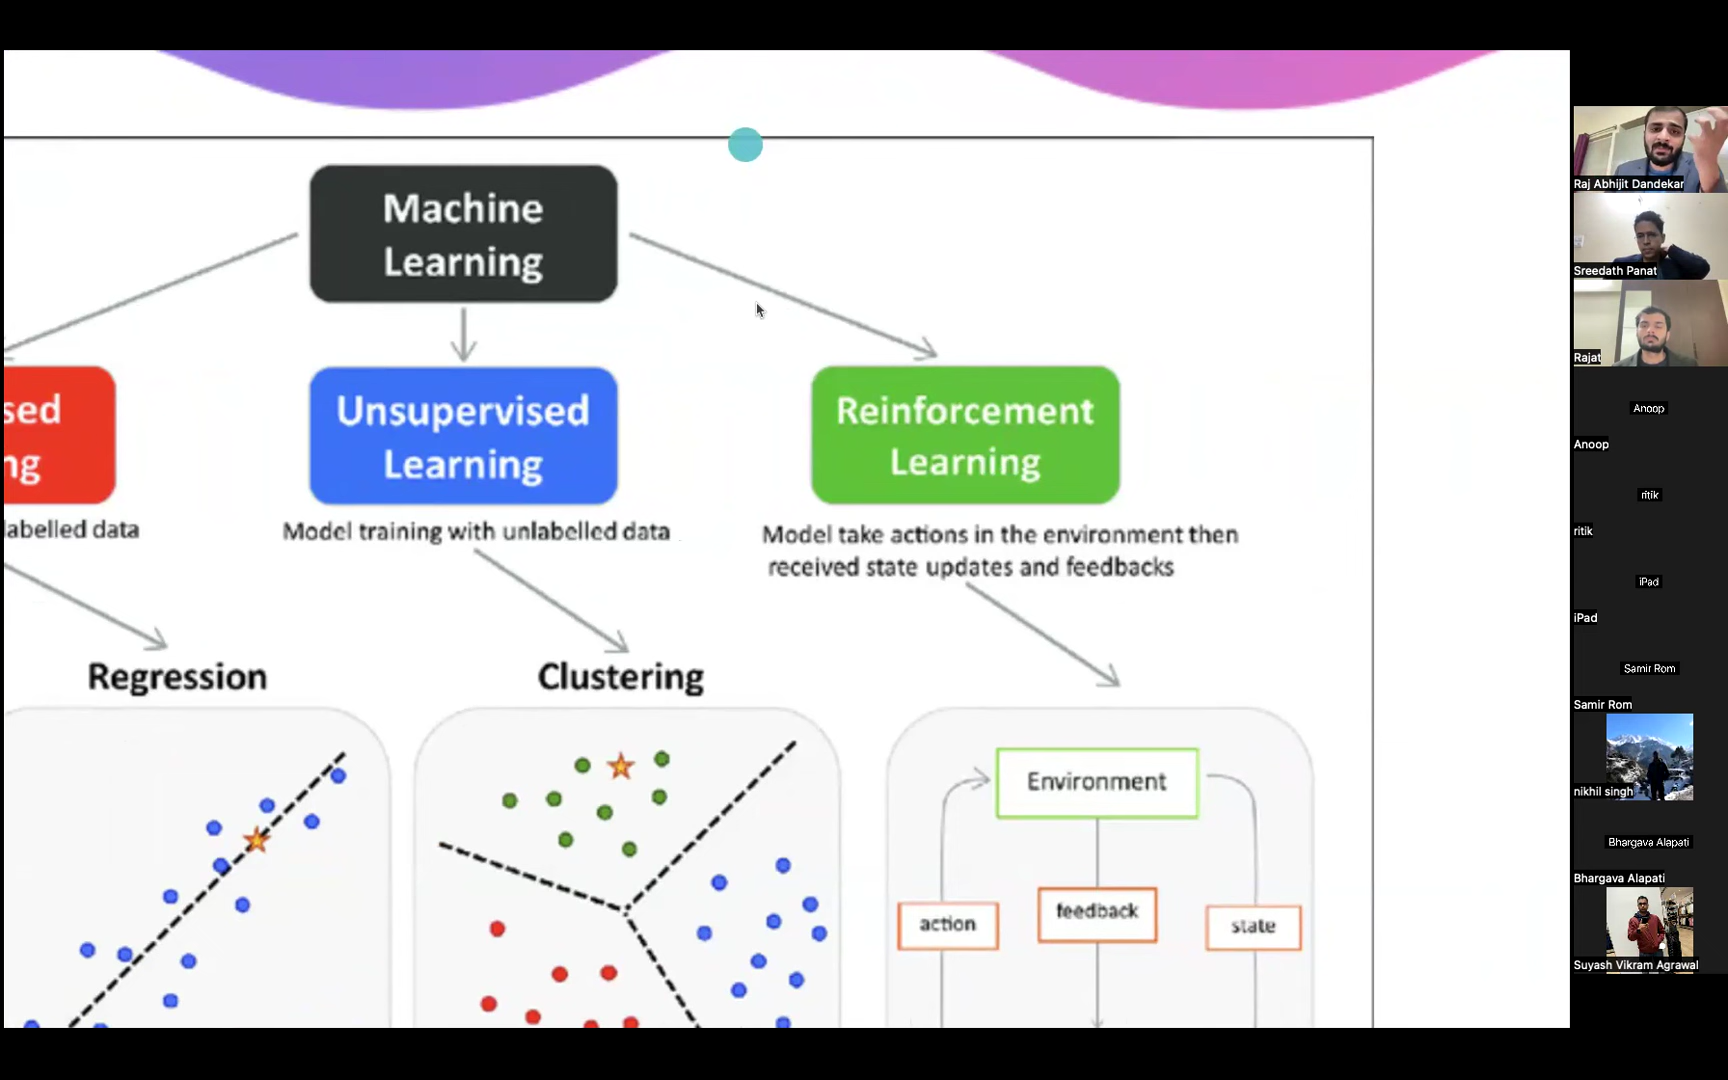 Machine
Learning
sed
ng
Unsupervised
Learning
Reinforcement
Learning
labelled data
Model training with unlabelled data
Model take actions in the environment then
received state updates and feedbacks
Regression
Clustering
Environment
action
feedback
state
Raj Abhijit Dandekar
Sreedath Panat
Rajat
Anoop
Anoop
ritik
ritik
iPad
iPad
Samir Rom
Samir Rom
nikhil singh
Bhargava Alapati
Bhargava Alapati
Suyash Vikram Agrawal